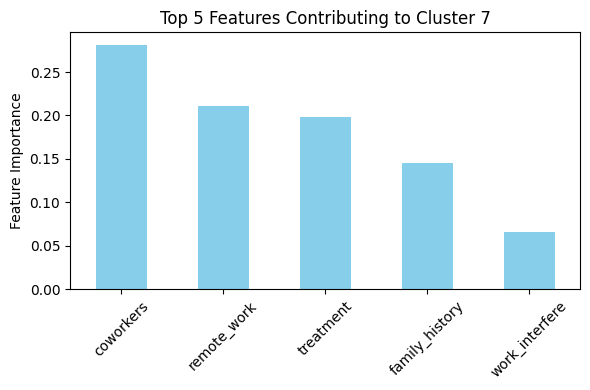 Top 5 Features Contributing to Cluster 7
Feature Importance
0.25
0.20
0.15
0.10
0.05
0.00
coworkers
remote_work
treatment
family_history
work_interfere